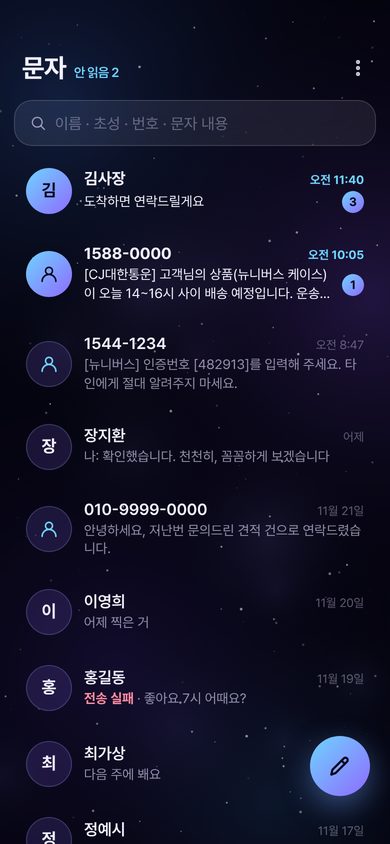 문자 안 읽음 2
이름 · 초성 · 번호 · 문자 내용
김 김사장 오전 11:40
도착하면 연락드릴게요 3
1588-0000 오전 10:05
[CJ대한통운] 고객님의 상품(뉴니버스 케이스)
이 오늘 14~16시 사이 배송 예정입니다. 운송... 1
1544-1234 오전 8:47
[뉴니버스] 인증번호 [482913]를 입력해 주세요. 타
인에게 절대 알려주지 마세요.
장 장지환 어제
나: 확인했습니다. 천천히, 꼼꼼하게 보겠습니다
010-9999-0000 11월 21일
안녕하세요, 지난번 문의드린 견적 건으로 연락드렸습
니다.
이 이영희 11월 20일
어제 찍은 거
홍 홍길동 11월 19일
전송 실패 · 좋아요, 7시 어때요?
최 최가상
다음 주에 봬요
정 정예시 11월 17일